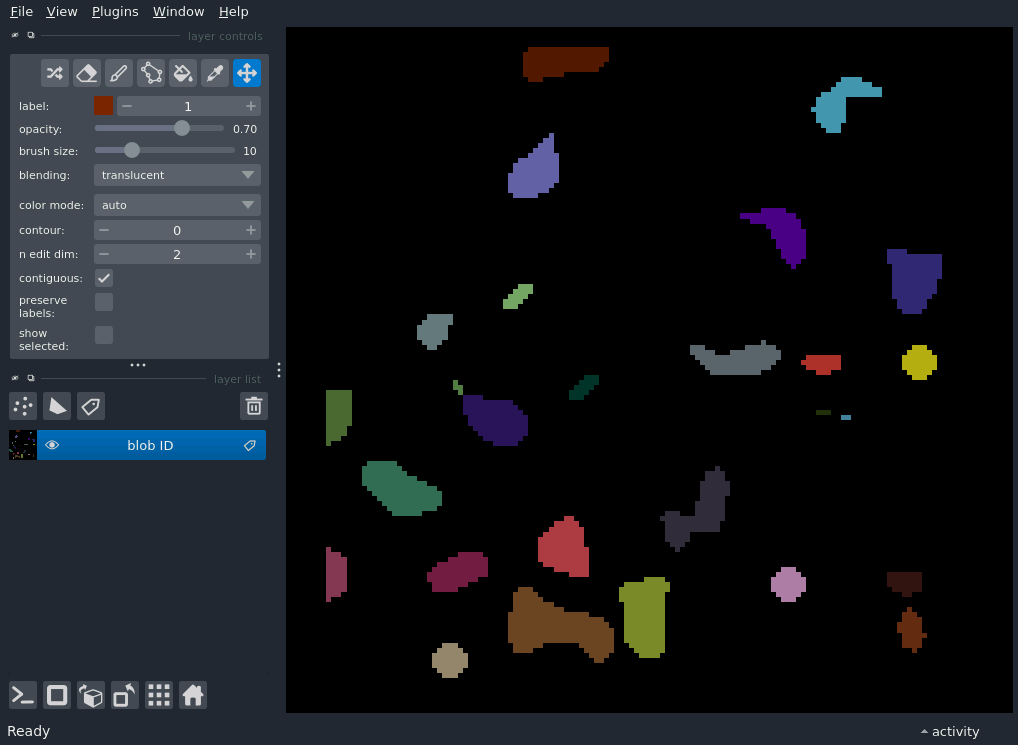 File View Plugins Window Help
layer controls
label: 1
opacity: 0.70
brush size: 10
blending: translucent
color mode: auto
contour: 0
n edit dim: 2
contiguous:
preserve
labels:
show
selected:
layer list
blob ID
Ready activity